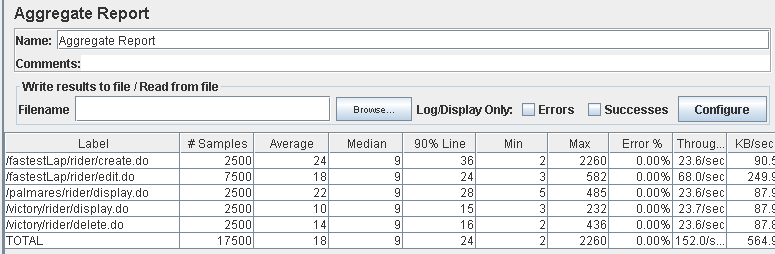 Aggregate Report
Name: Aggregate Report
Comments:
Write results to file / Read from file
Filename Browse... Log/Display Only: Errors Successes Configure
Label # Samples Average Median 90% Line Min Max Error % Throug... KB/sec
/fastestLap/rider/create.do 2500 24 9 36 2 2260 0.00% 23.6/sec 90.5
/fastestLap/rider/edit.do 7500 18 9 24 3 582 0.00% 68.0/sec 249.9
/palmares/rider/display.do 2500 22 9 28 5 485 0.00% 23.6/sec 87.9
/victory/rider/display.do 2500 10 9 15 3 232 0.00% 23.7/sec 87.9
/victory/rider/delete.do 2500 14 9 16 2 436 0.00% 23.6/sec 87.8
TOTAL 17500 18 9 24 2 2260 0.00% 152.0/s... 564.9